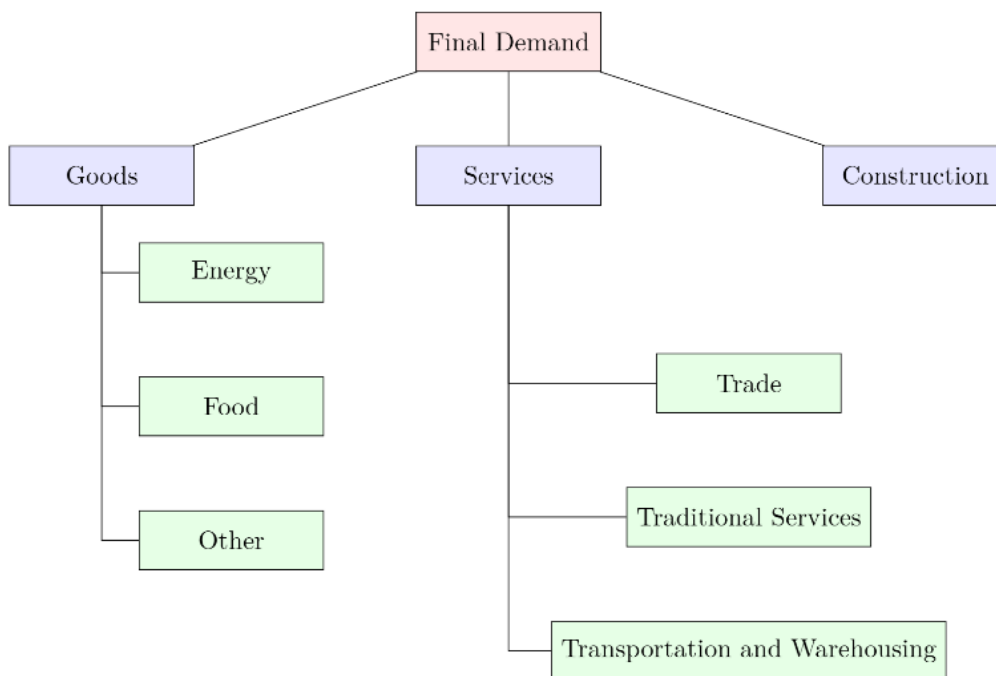 Final Demand
Goods
Services
Construction
Energy
Food
Other
Trade
Traditional Services
Transportation and Warehousing